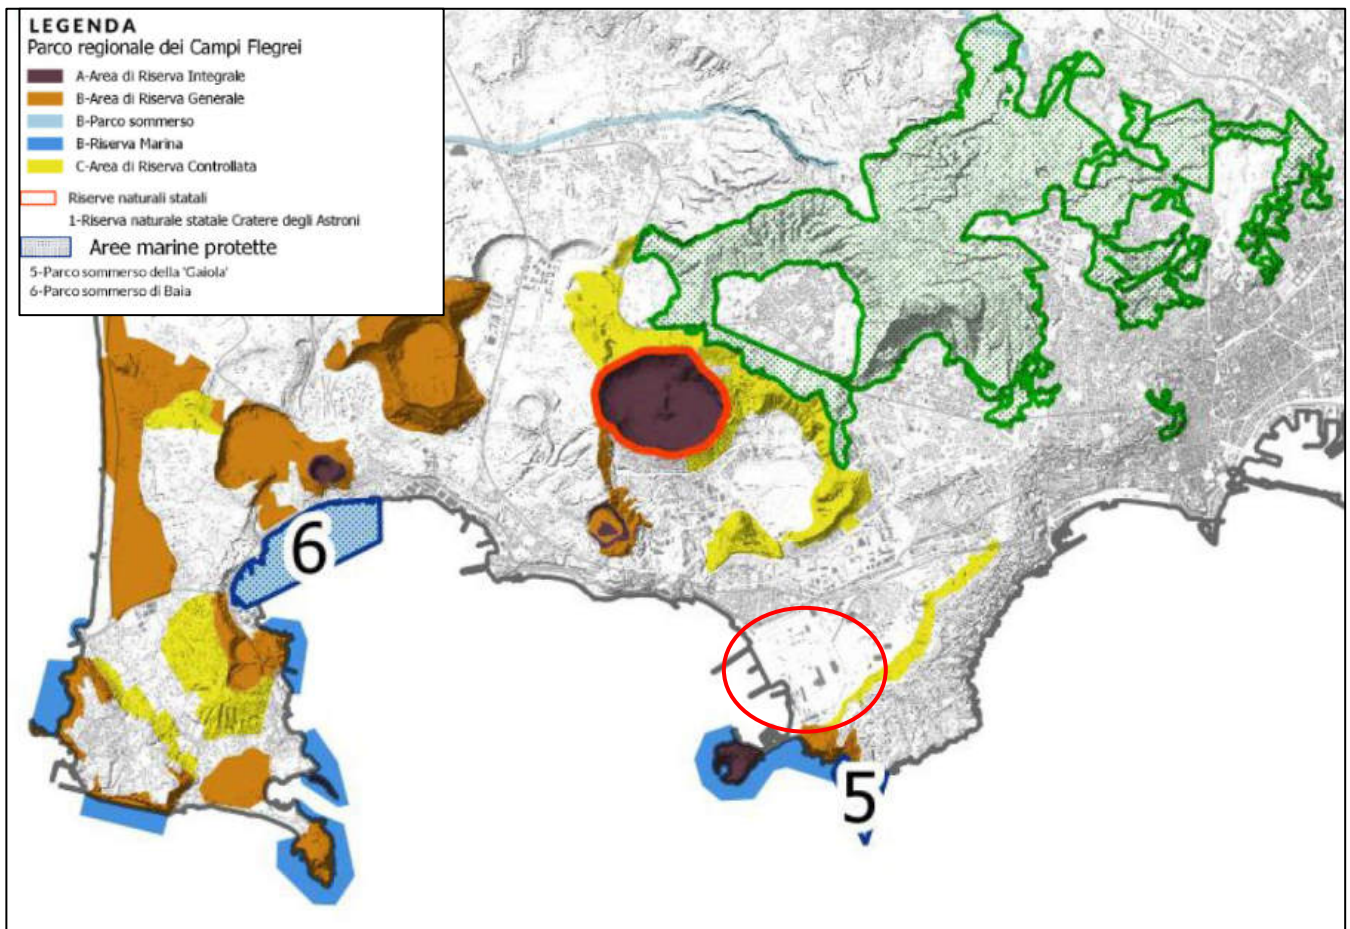 LEGENDA
Parco regionale dei Campi Flegrei
A-Area di Riserva Integrale
B-Area di Riserva Generale
B-Parco sommerso
B-Riserva Marina
C-Area di Riserva Controllata
Riserve naturali statali
1-Riserva naturale statale Cratere degli Astroni
Aree marine protette
5-Parco sommerso della 'Gaiola'
6-Parco sommerso di Baia
6
5